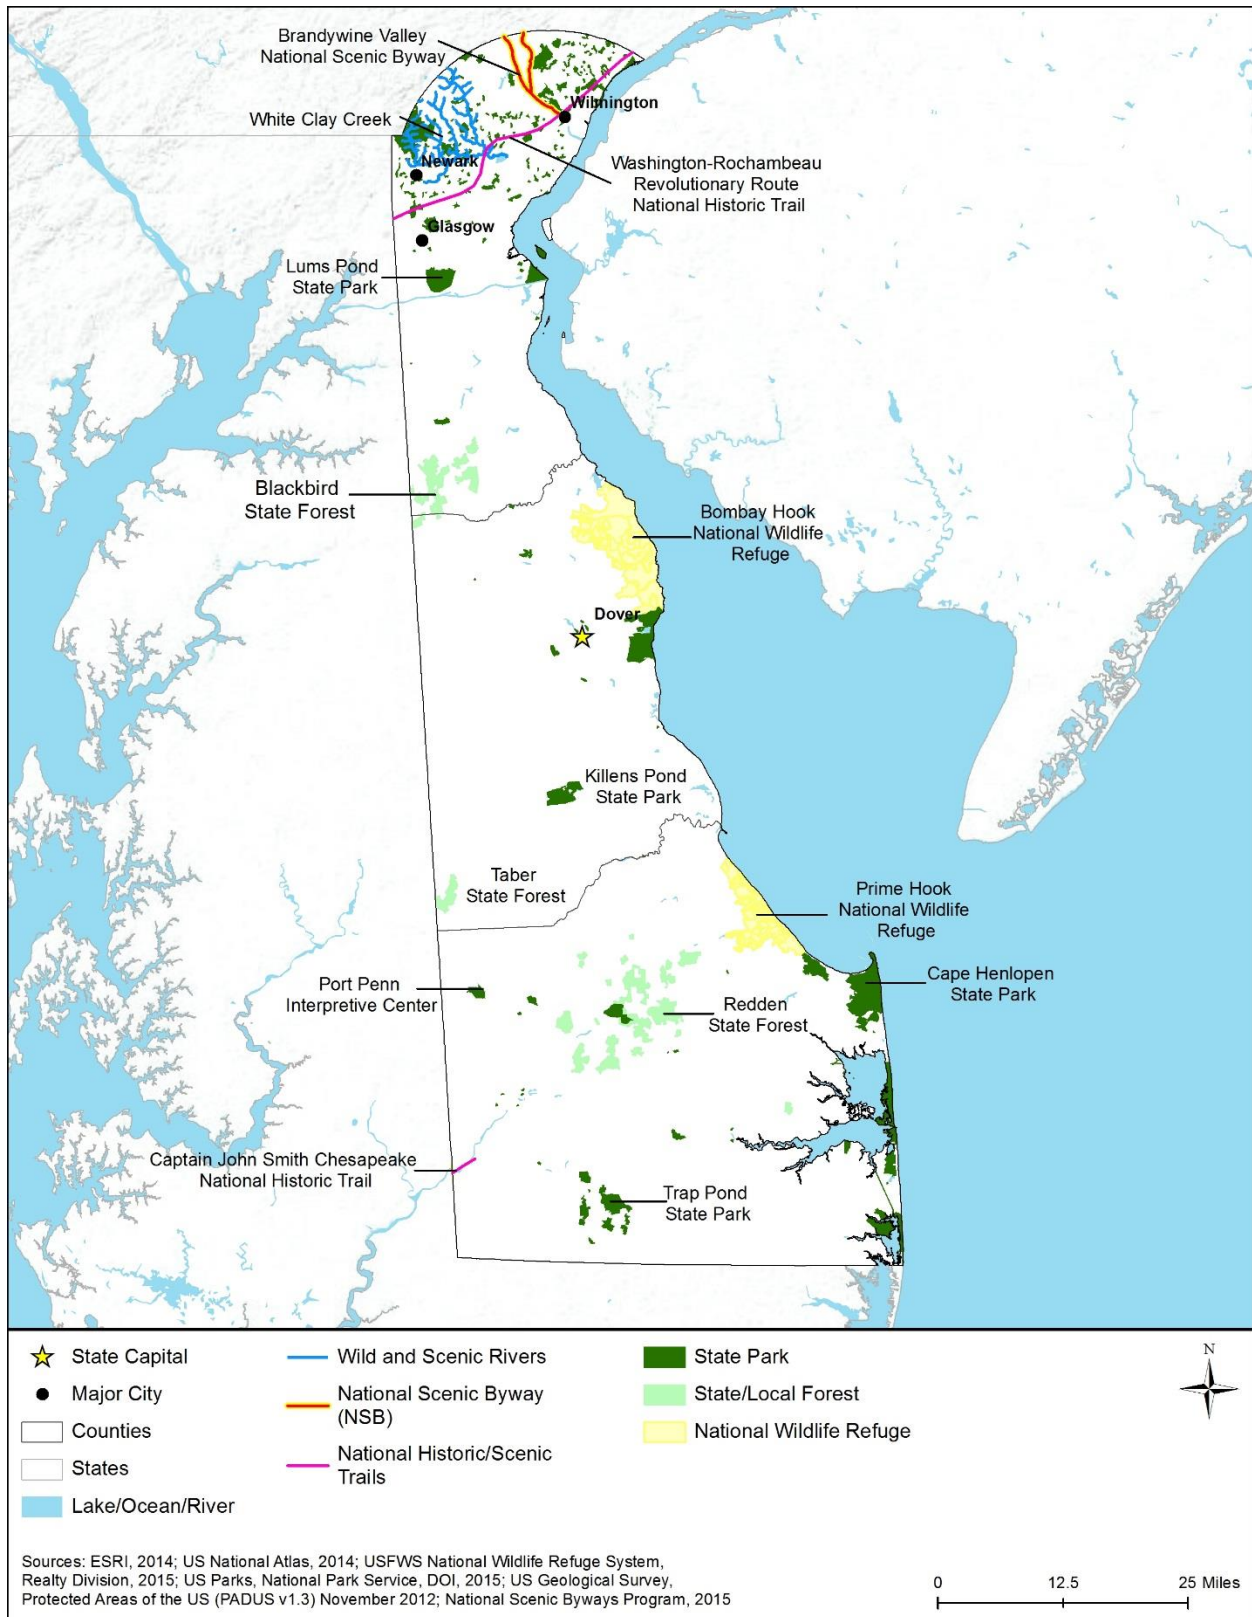 Brandywine Valley
National Scenic Byway
Wilmington
White Clay Creek
Newark
Washington-Rochambeau
Revolutionary Route
National Historic Trail
Glasgow
Lums Pond
State Park
Blackbird
State Forest
Bombay Hook
National Wildlife
Refuge
Dover
Killens Pond
State Park
Taber
State Forest
Prime Hook
National Wildlife
Refuge
Port Penn
Interpretive Center
Cape Henlopen
State Park
Redden
State Forest
Captain John Smith Chesapeake
National Historic Trail
Trap Pond
State Park
State Capital
Major City
Counties
States
Lake/Ocean/River
Wild and Scenic Rivers
National Scenic Byway
(NSB)
National Historic/Scenic
Trails
State Park
State/Local Forest
National Wildlife Refuge
N
Sources: ESRI, 2014; US National Atlas, 2014; USFWS National Wildlife Refuge System,
Realty Division, 2015; US Parks, National Park Service, DOI, 2015; US Geological Survey,
Protected Areas of the US (PADUS v1.3) November 2012; National Scenic Byways Program, 2015
0 12.5 25 Miles